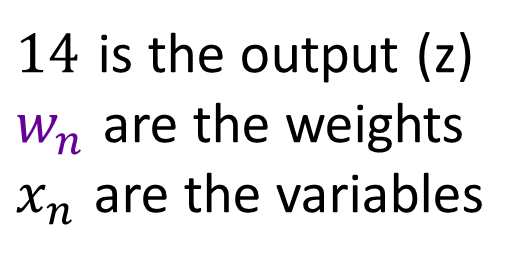 14 is the output (z)
wₙ are the weights
xₙ are the variables